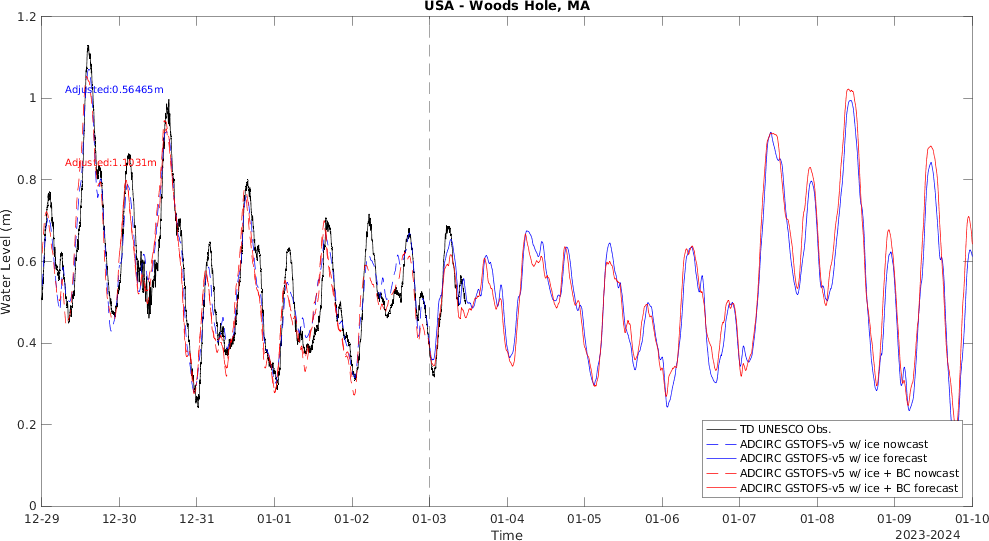 USA - Woods Hole, MA
1.2
1
0.8
0.6
0.4
0.2
0
Water Level (m)
Adjusted:0.56465m
Adjusted:1.1031m
TD UNESCO Obs.
ADCIRC GSTOFS-v5 w/ ice nowcast
ADCIRC GSTOFS-v5 w/ ice forecast
ADCIRC GSTOFS-v5 w/ ice + BC nowcast
ADCIRC GSTOFS-v5 w/ ice + BC forecast
12-29 12-30 12-31 01-01 01-02 01-03 01-04 01-05 01-06 01-07 01-08 01-09 01-10
Time
2023-2024